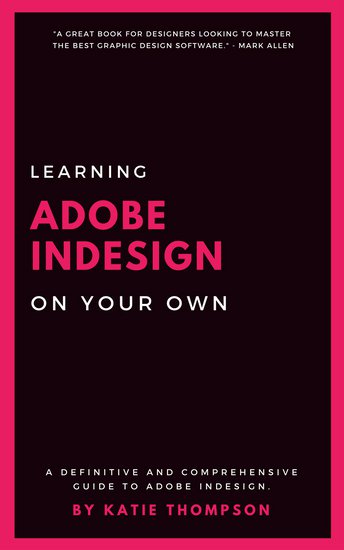 "A GREAT BOOK FOR DESIGNERS LOOKING TO MASTER
THE BEST GRAPHIC DESIGN SOFTWARE." - MARK ALLEN
LEARNING
ADOBE
INDESIGN
ON YOUR OWN
A DEFINITIVE AND COMPREHENSIVE
GUIDE TO ADOBE INDESIGN.
BY KATIE THOMPSON